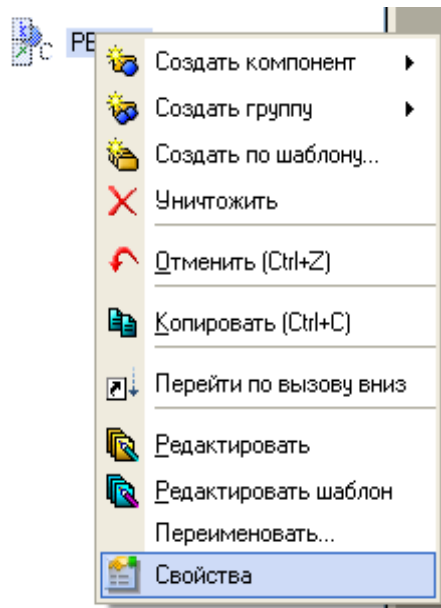 Создать компонент
Создать группу
Создать по шаблону...
Уничтожить
Отменить (Ctrl+Z)
Копировать (Ctrl+C)
Перейти по вызову вниз
Редактировать
Редактировать шаблон
Переименовать...
Свойства